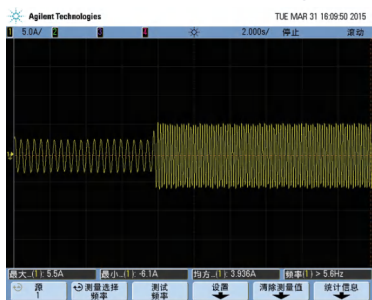 Agilent Technologies TUE MAR 31 16:09:50 2015
1 5.0A/ 2 3 4 2.000s/ 停止 滚动
最大_(1): 5.5A 最小_(1): -6.1A 均方_(1): 3.936A 频率(1) > 5.6Hz
源 测量选择 测试 设置 清除测量值 统计信息
1 频率 频率